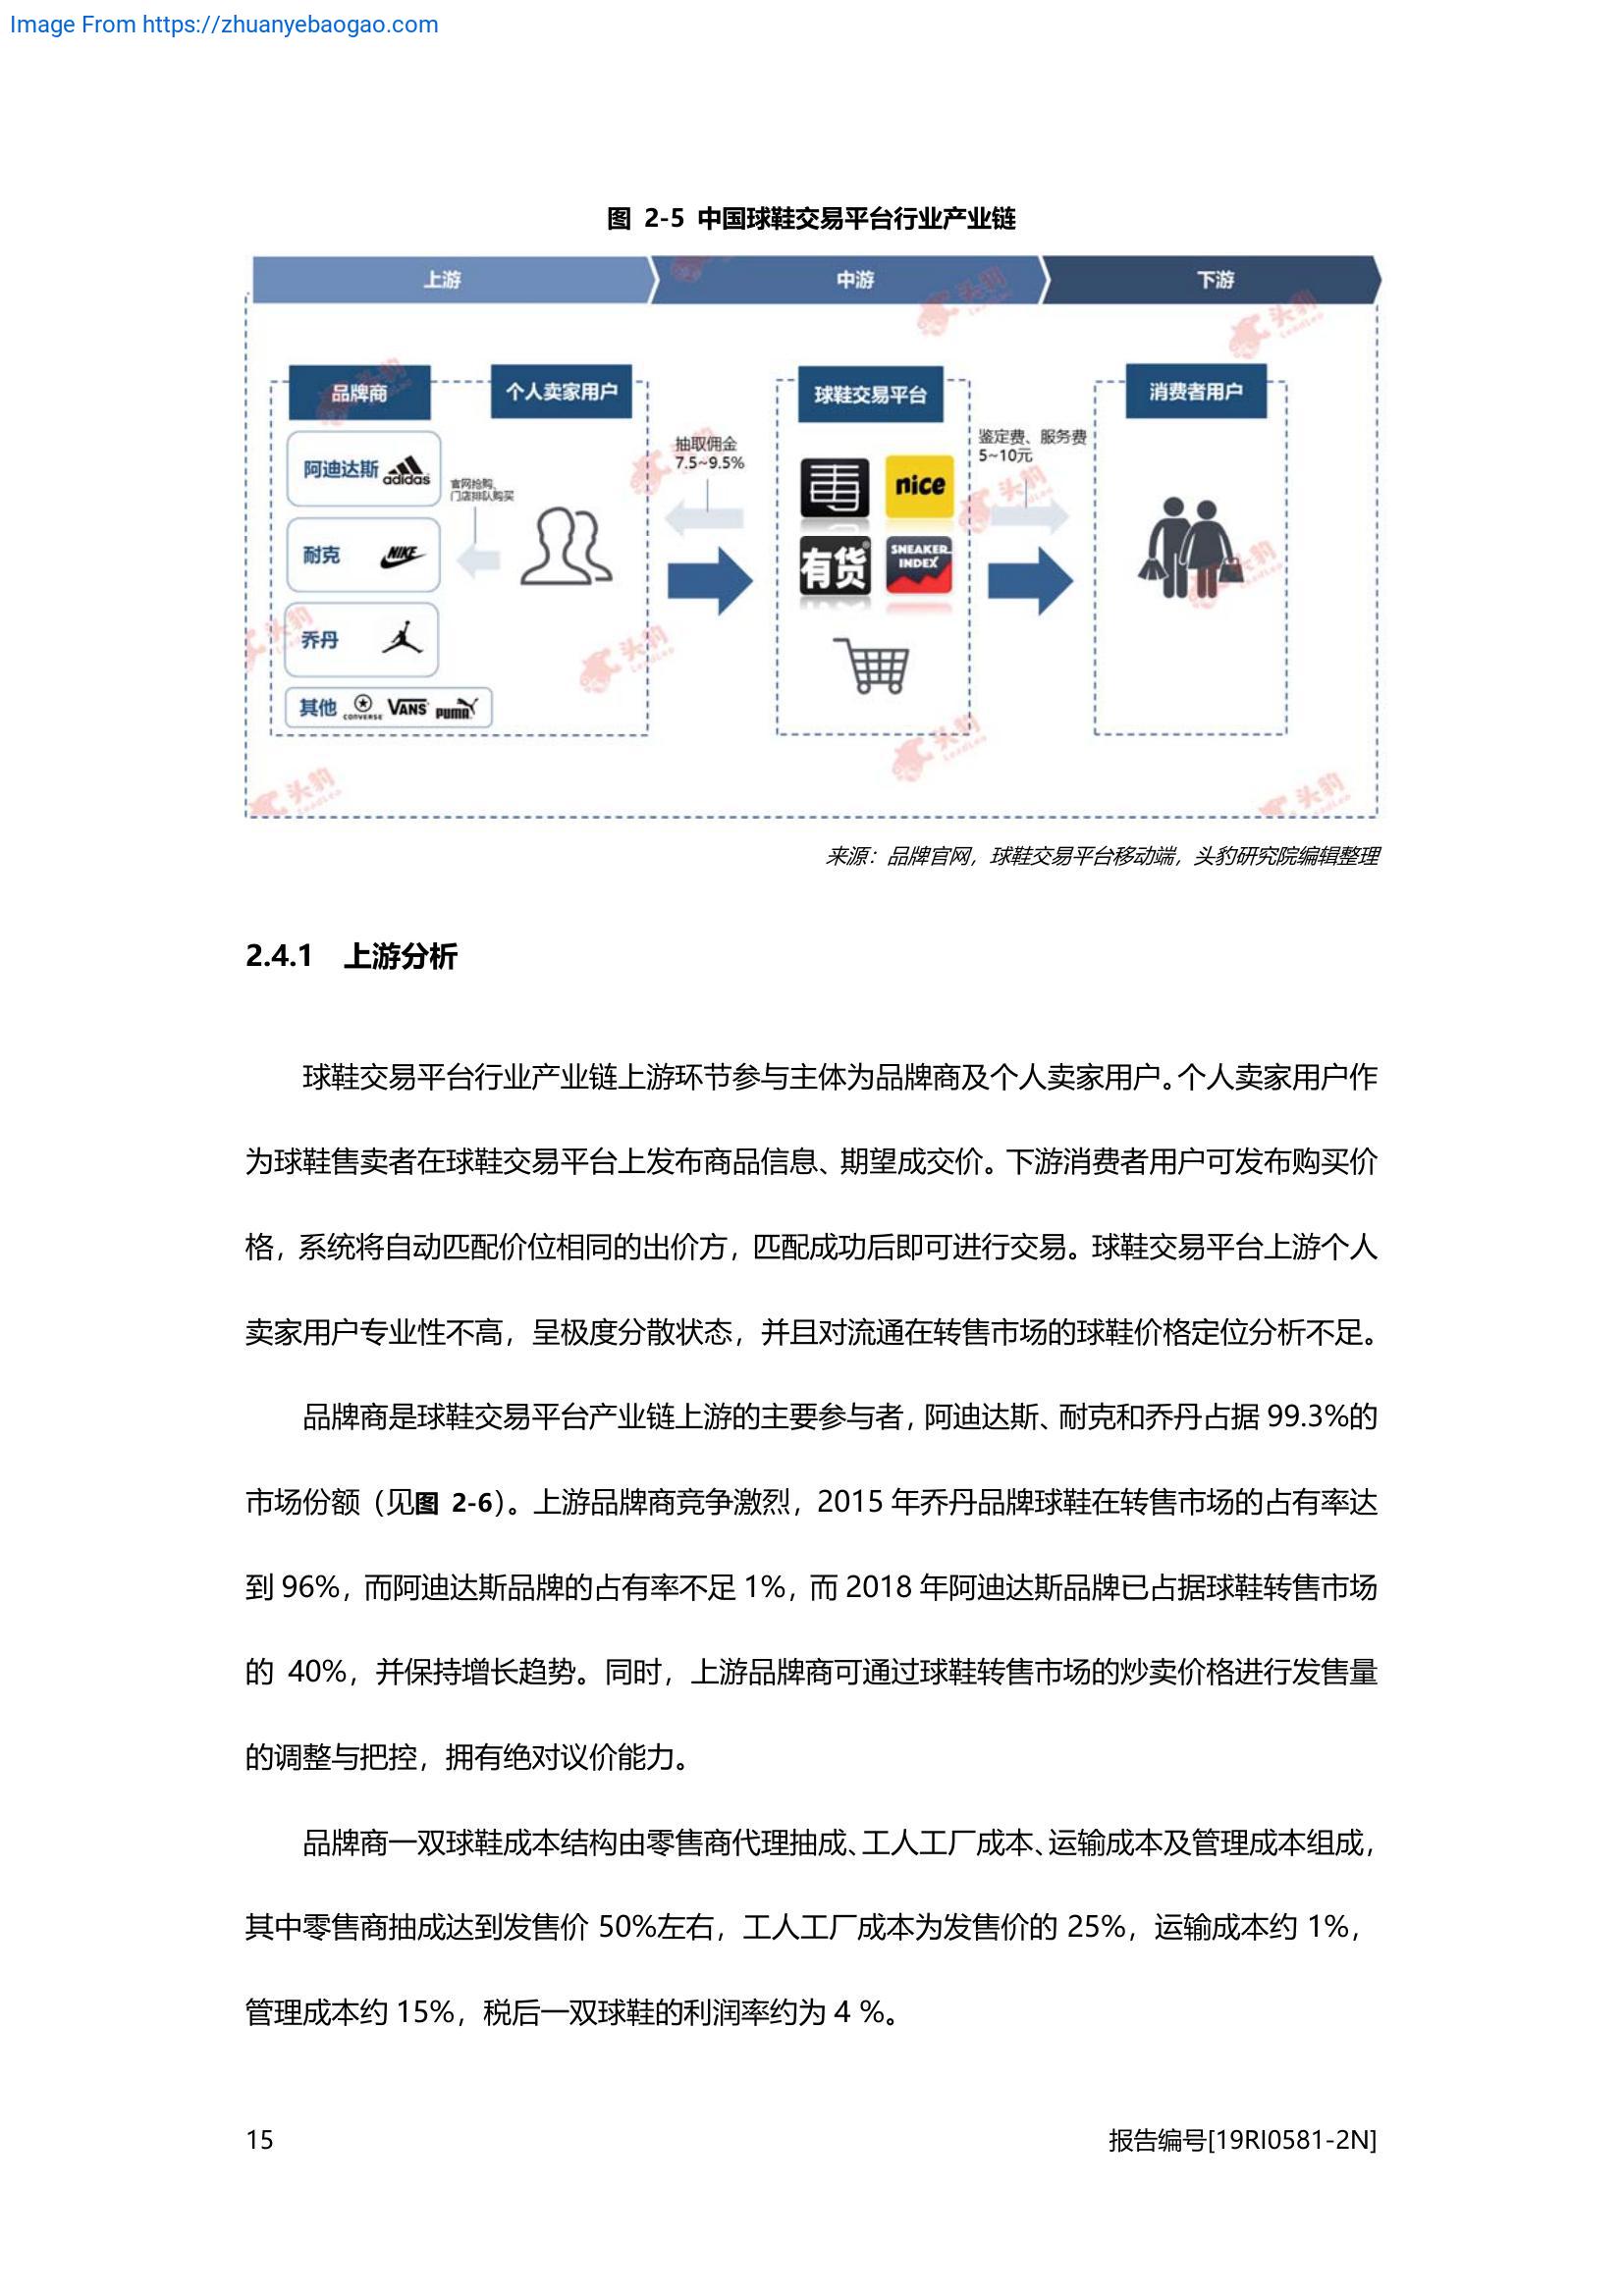 Image From https://zhuanyebaogao.com
图 2-5 中国球鞋交易平台行业产业链
上游
中游
下游
品牌商
个人卖家用户
球鞋交易平台
消费者用户
阿迪达斯
adidas
耐克
NIKE
乔丹
其他
CONVERSE
VANS
PUMA
官网抢购、
门店排队购买
抽取佣金
7.5~9.5%
毒
nice
有货
SNEAKER
INDEX
鉴定费、服务费
5~10元
头豹
LeadLeo
来源：品牌官网，球鞋交易平台移动端，头豹研究院编辑整理
2.4.1 上游分析
球鞋交易平台行业产业链上游环节参与主体为品牌商及个人卖家用户。个人卖家用户作
为球鞋售卖者在球鞋交易平台上发布商品信息、期望成交价。下游消费者用户可发布购买价
格，系统将自动匹配价位相同的出价方，匹配成功后即可进行交易。球鞋交易平台上游个人
卖家用户专业性不高，呈极度分散状态，并且对流通在转售市场的球鞋价格定位分析不足。
品牌商是球鞋交易平台产业链上游的主要参与者，阿迪达斯、耐克和乔丹占据 99.3%的
市场份额（见图 2-6）。上游品牌商竞争激烈，2015 年乔丹品牌球鞋在转售市场的占有率达
到 96%，而阿迪达斯品牌的占有率不足 1%，而 2018 年阿迪达斯品牌已占据球鞋转售市场
的 40%，并保持增长趋势。同时，上游品牌商可通过球鞋转售市场的炒卖价格进行发售量
的调整与把控，拥有绝对议价能力。
品牌商一双球鞋成本结构由零售商代理抽成、工人工厂成本、运输成本及管理成本组成，
其中零售商抽成达到发售价 50%左右，工人工厂成本为发售价的 25%，运输成本约 1%，
管理成本约 15%，税后一双球鞋的利润率约为 4 %。
15
报告编号[19RI0581-2N]